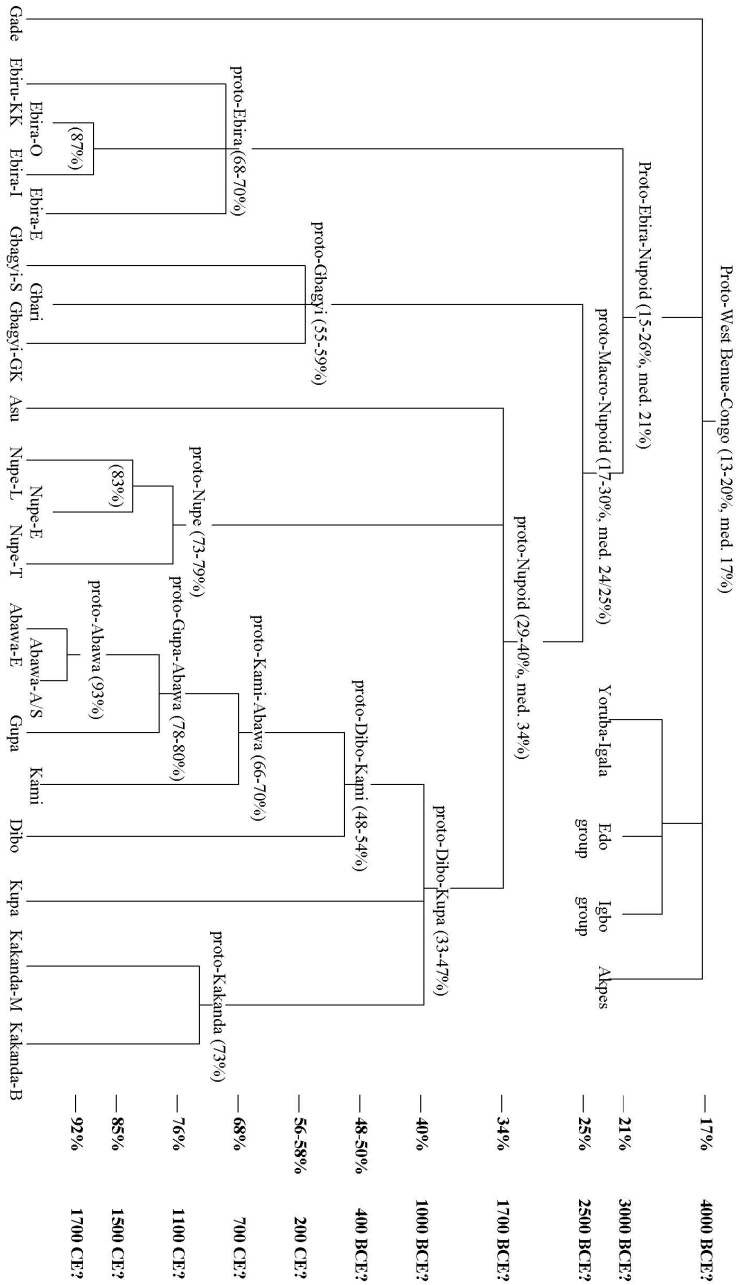 Proto-West Benue-Congo (13-20%, med. 17%)
Proto-Ebira-Nupoid (15-26%, med. 21%)
proto-Macro-Nupoid (17-30%, med. 24/25%)
proto-Nupoid (29-40%, med. 34%)
proto-Dibo-Kupa (33-47%)
proto-Dibo-Kami (48-54%)
proto-Gbagyi (55-59%)
proto-Ebira (68-70%)
proto-Kami-Abawa (66-70%)
proto-Kakanda (73%)
proto-Nupe (73-79%)
proto-Gupa-Abawa (78-80%)
(83%)
(87%)
proto-Abawa (93%)
Yoruba-Igala
Edo
group
Igbo
group
Akpes
Gade
Ebiru-KK
Ebira-O
Ebira-I
Ebira-E
Gbagyi-S
Gbari
Gbagyi-GK
Asu
Nupe-L
Nupe-E
Nupe-T
Abawa-E
Abawa-A/S
Gupa
Kami
Dibo
Kupa
Kakanda-M
Kakanda-B
17% 4000 BCE?
21% 3000 BCE?
25% 2500 BCE?
34% 1700 BCE?
40% 1000 BCE?
48-50% 400 BCE?
56-58% 200 CE?
68% 700 CE?
76% 1100 CE?
85% 1500 CE?
92% 1700 CE?